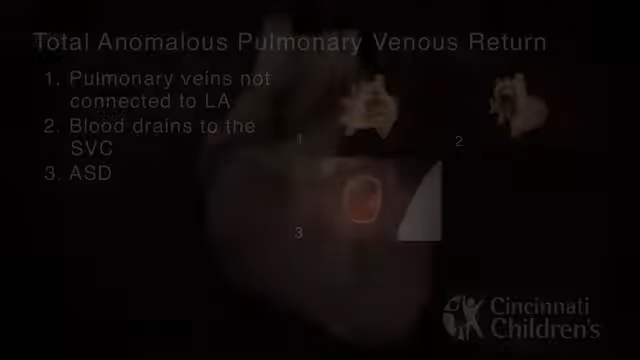 Total Anomalous Pulmonary Venous Return
1. Pulmonary veins not
connected to LA
2. Blood drains to the
SVC
3. ASD
1
2
3
Cincinnati
Children's